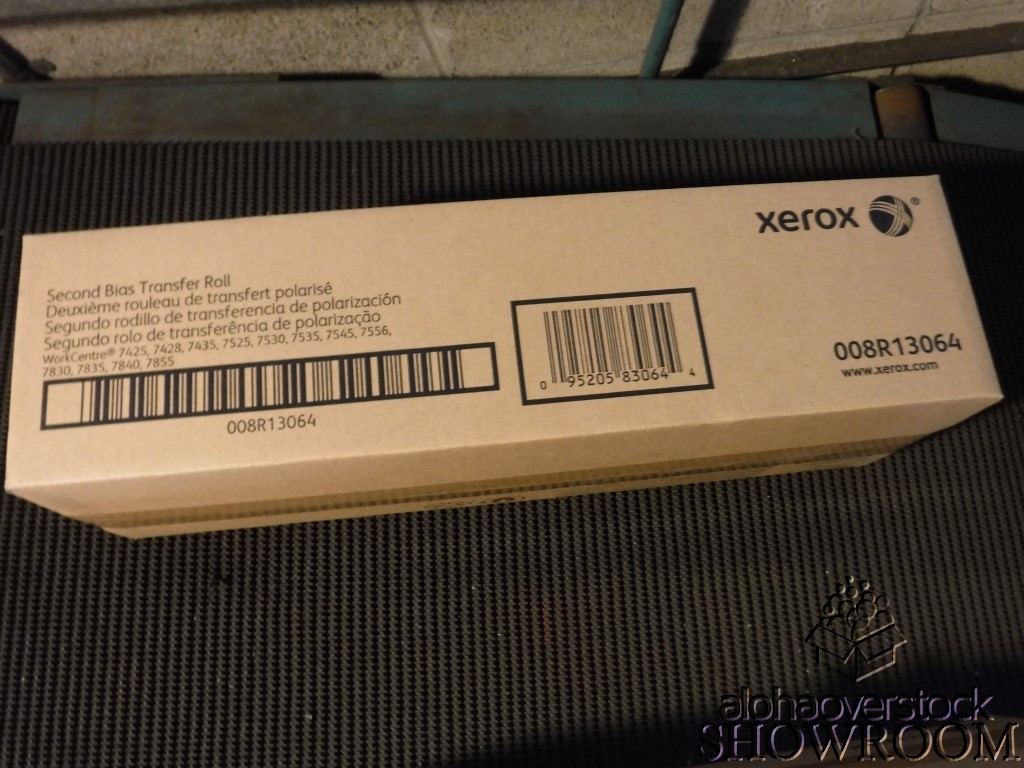 xerox ®
Second Bias Transfer Roll
Deuxième rouleau de transfert polarisé
Segundo rodillo de transferencia de polarización
Segundo rolo de transferência de polarização
WorkCentre® 7425, 7428, 7435, 7525, 7530, 7535, 7545, 7556,
7830, 7835, 7840, 7855
008R13064
0 95205 83064 4
008R13064
www.xerox.com
alohaoverstock
SHOWROOM